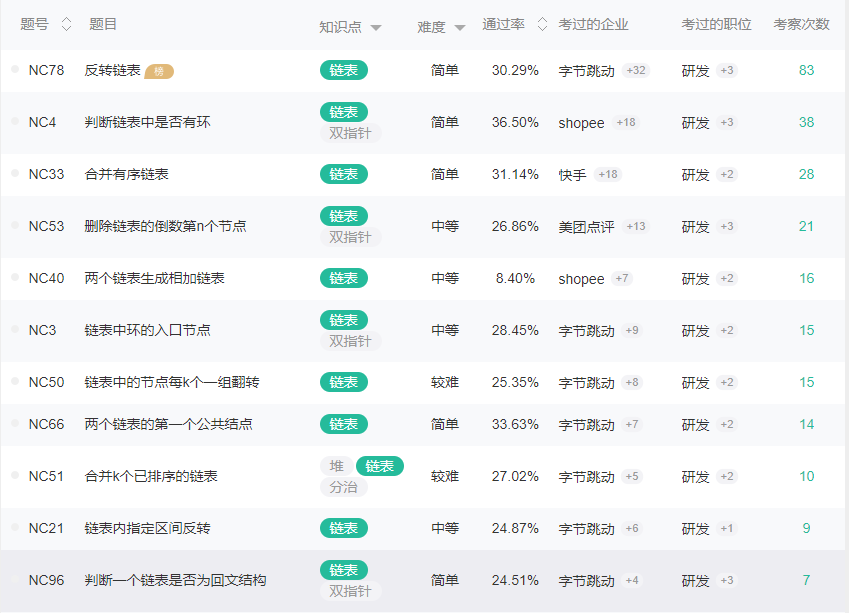 题号 题目 知识点 难度 通过率 考过的企业 考过的职位 考察次数
NC78 反转链表 榜 链表 简单 30.29% 字节跳动 +32 研发 +3 83
NC4 判断链表中是否有环 链表 双指针 简单 36.50% shopee +18 研发 +3 38
NC33 合并有序链表 链表 简单 31.14% 快手 +18 研发 +2 28
NC53 删除链表的倒数第n个节点 链表 双指针 中等 26.86% 美团点评 +13 研发 +3 21
NC40 两个链表生成相加链表 链表 中等 8.40% shopee +7 研发 +2 16
NC3 链表中环的入口节点 链表 双指针 中等 28.45% 字节跳动 +9 研发 +2 15
NC50 链表中的节点每k个一组翻转 链表 较难 25.35% 字节跳动 +8 研发 +2 15
NC66 两个链表的第一个公共结点 链表 简单 33.63% 字节跳动 +7 研发 +2 14
NC51 合并k个已排序的链表 堆 链表 分治 较难 27.02% 字节跳动 +5 研发 +2 10
NC21 链表内指定区间反转 链表 中等 24.87% 字节跳动 +6 研发 +1 9
NC96 判断一个链表是否为回文结构 链表 双指针 简单 24.51% 字节跳动 +4 研发 +3 7